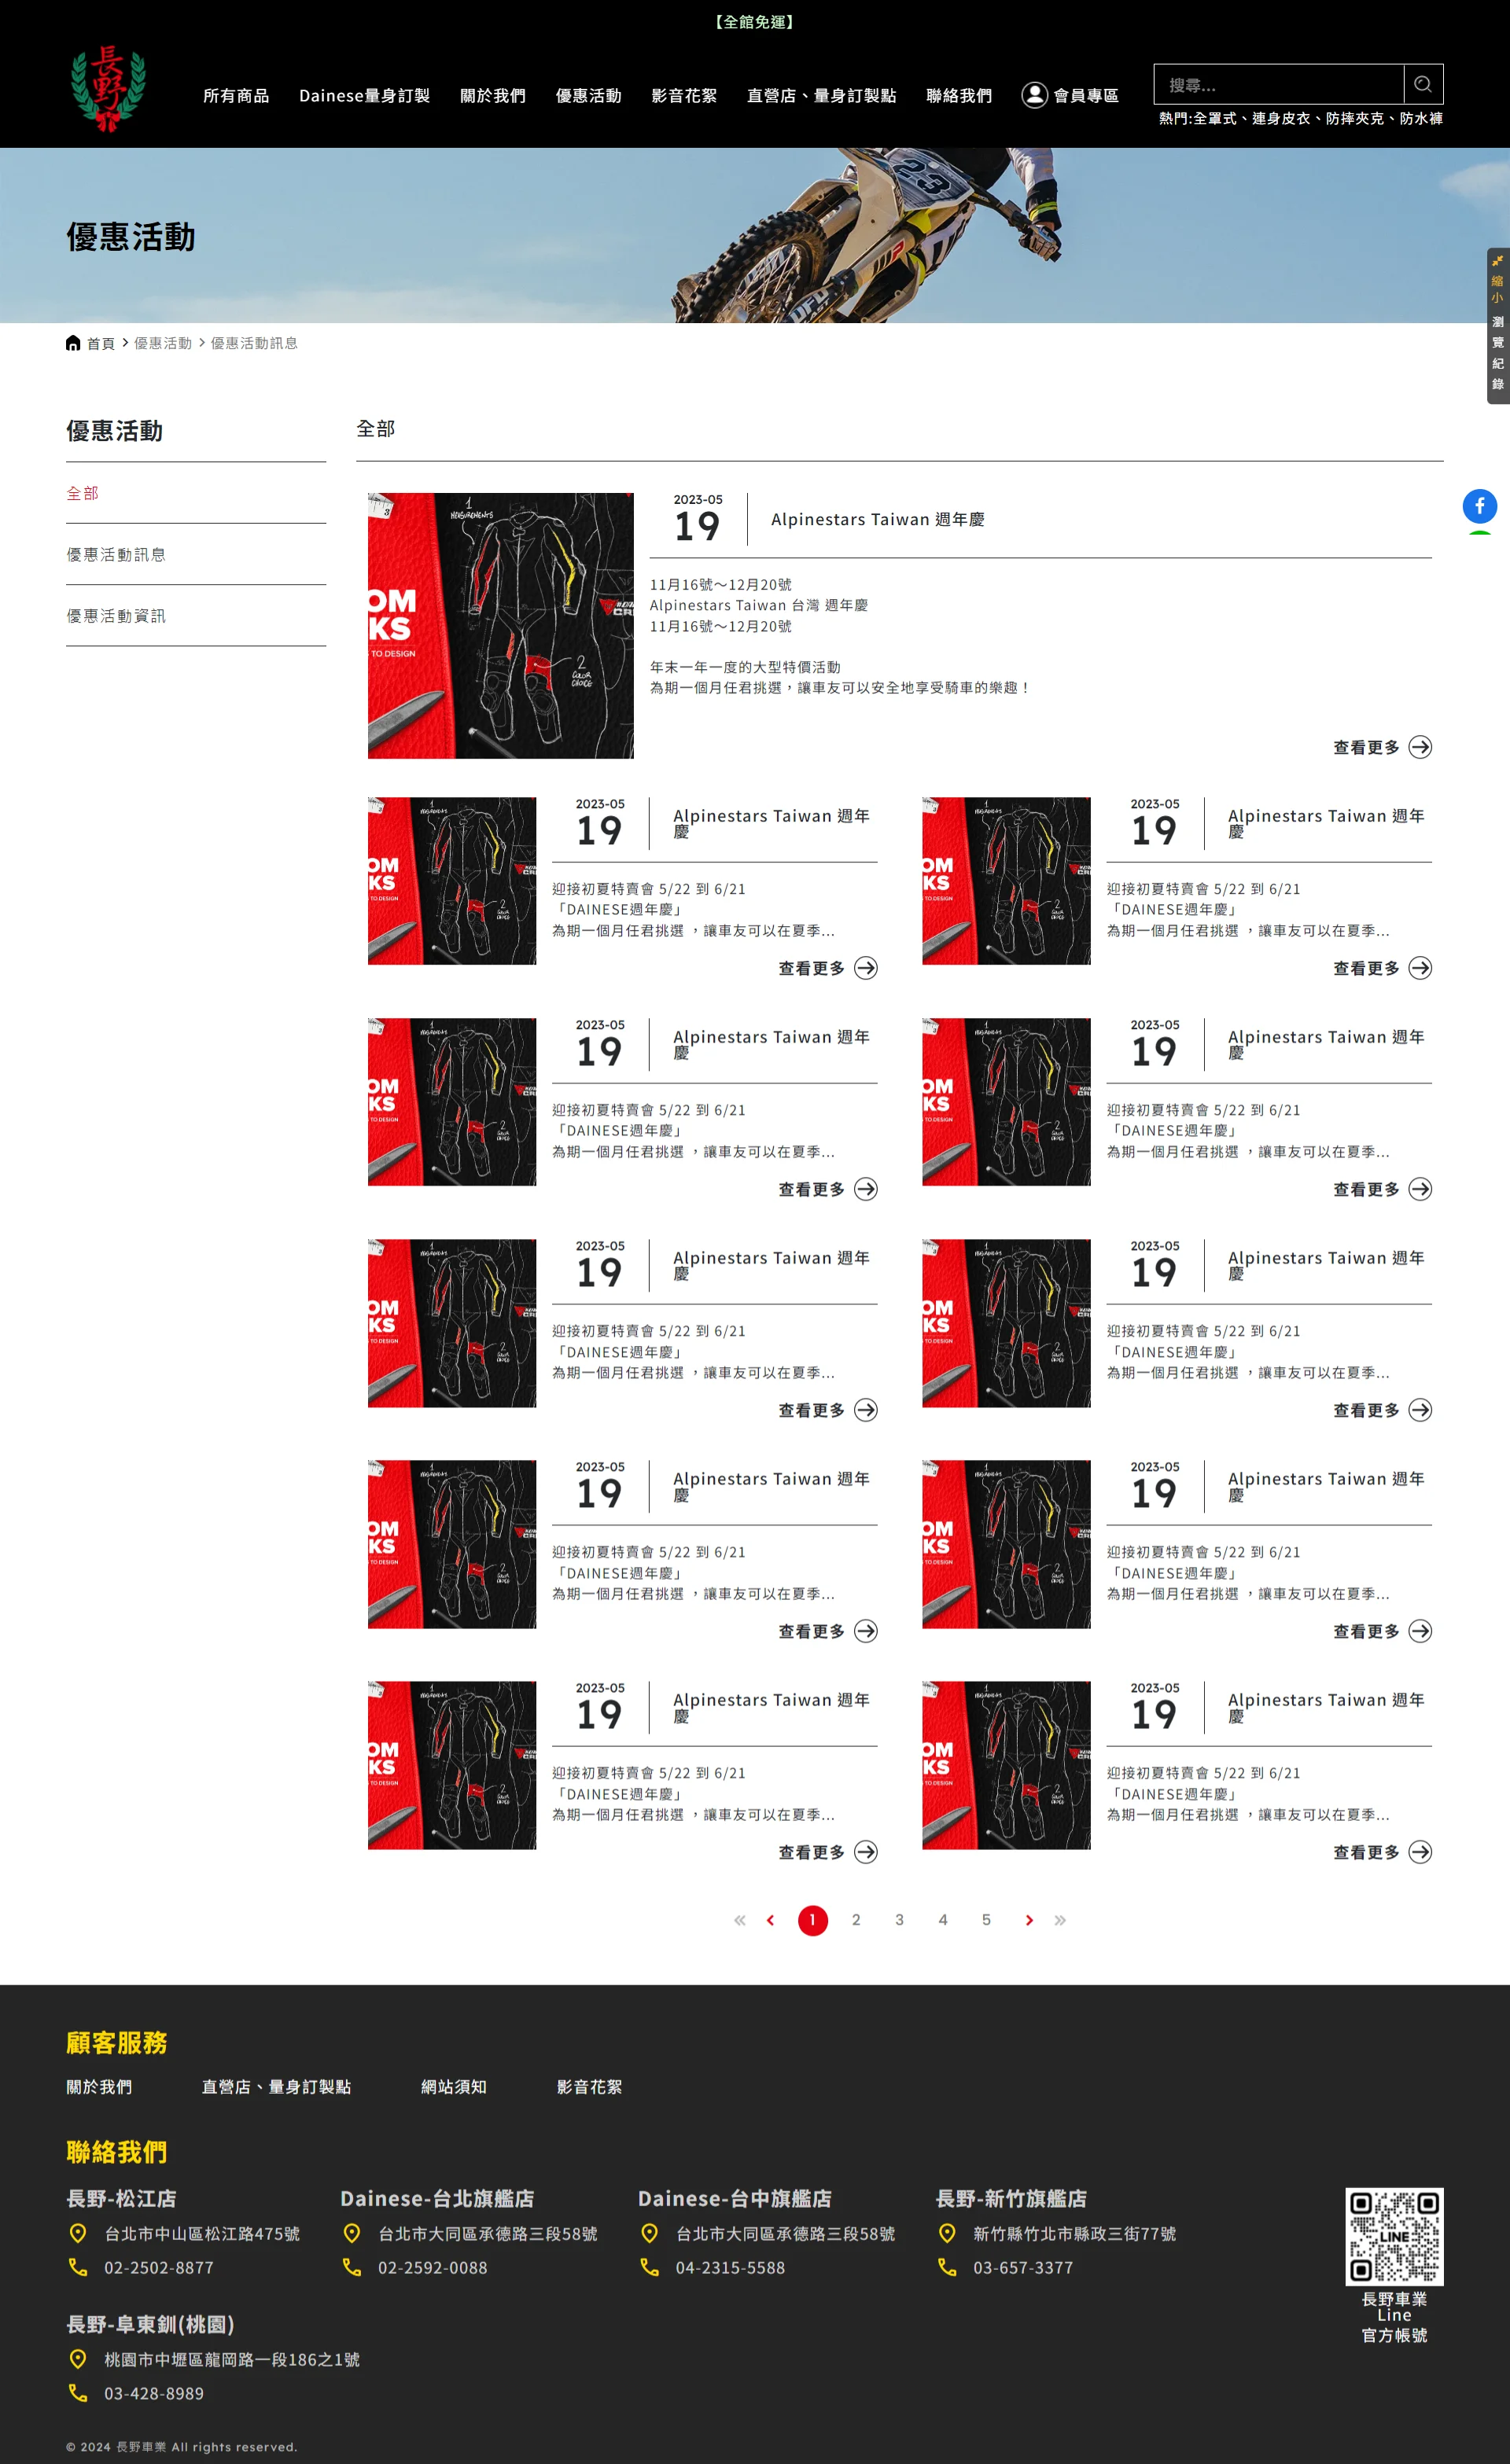 【全館免運】
長野
所有商品
Dainese量身訂製
關於我們
優惠活動
影音花絮
直營店、量身訂製點
聯絡我們
會員專區
搜尋...
熱門:全罩式、連身皮衣、防摔夾克、防水褲
23
優惠活動
縮小
瀏覽紀錄
首頁 > 優惠活動 > 優惠活動訊息
優惠活動
全部
優惠活動訊息
優惠活動資訊
全部
3
1
MEASUREMENTS
OM
KS
TO DESIGN
2
COLOR
CHOICE
2023-05
19
Alpinestars Taiwan 週年慶
11月16號～12月20號
Alpinestars Taiwan 台灣 週年慶
11月16號～12月20號
年末一年一度的大型特價活動
為期一個月任君挑選，讓車友可以安全地享受騎車的樂趣！
查看更多
2023-05
19
Alpinestars Taiwan 週年
慶
迎接初夏特賣會 5/22 到 6/21
「DAINESE週年慶」
為期一個月任君挑選 ，讓車友可以在夏季...
查看更多
2023-05
19
Alpinestars Taiwan 週年
慶
迎接初夏特賣會 5/22 到 6/21
「DAINESE週年慶」
為期一個月任君挑選 ，讓車友可以在夏季...
查看更多
2023-05
19
Alpinestars Taiwan 週年
慶
迎接初夏特賣會 5/22 到 6/21
「DAINESE週年慶」
為期一個月任君挑選 ，讓車友可以在夏季...
查看更多
2023-05
19
Alpinestars Taiwan 週年
慶
迎接初夏特賣會 5/22 到 6/21
「DAINESE週年慶」
為期一個月任君挑選 ，讓車友可以在夏季...
查看更多
2023-05
19
Alpinestars Taiwan 週年
慶
迎接初夏特賣會 5/22 到 6/21
「DAINESE週年慶」
為期一個月任君挑選 ，讓車友可以在夏季...
查看更多
2023-05
19
Alpinestars Taiwan 週年
慶
迎接初夏特賣會 5/22 到 6/21
「DAINESE週年慶」
為期一個月任君挑選 ，讓車友可以在夏季...
查看更多
2023-05
19
Alpinestars Taiwan 週年
慶
迎接初夏特賣會 5/22 到 6/21
「DAINESE週年慶」
為期一個月任君挑選 ，讓車友可以在夏季...
查看更多
2023-05
19
Alpinestars Taiwan 週年
慶
迎接初夏特賣會 5/22 到 6/21
「DAINESE週年慶」
為期一個月任君挑選 ，讓車友可以在夏季...
查看更多
2023-05
19
Alpinestars Taiwan 週年
慶
迎接初夏特賣會 5/22 到 6/21
「DAINESE週年慶」
為期一個月任君挑選 ，讓車友可以在夏季...
查看更多
2023-05
19
Alpinestars Taiwan 週年
慶
迎接初夏特賣會 5/22 到 6/21
「DAINESE週年慶」
為期一個月任君挑選 ，讓車友可以在夏季...
查看更多
« ‹ 1 2 3 4 5 › »
顧客服務
關於我們
直營店、量身訂製點
網站須知
影音花絮
聯絡我們
長野-松江店
台北市中山區松江路475號
02-2502-8877
Dainese-台北旗艦店
台北市大同區承德路三段58號
02-2592-0088
Dainese-台中旗艦店
台北市大同區承德路三段58號
04-2315-5588
長野-新竹旗艦店
新竹縣竹北市縣政三街77號
03-657-3377
LINE
長野車業
Line
官方帳號
長野-阜東釧(桃園)
桃園市中壢區龍岡路一段186之1號
03-428-8989
© 2024 長野車業 All rights reserved.